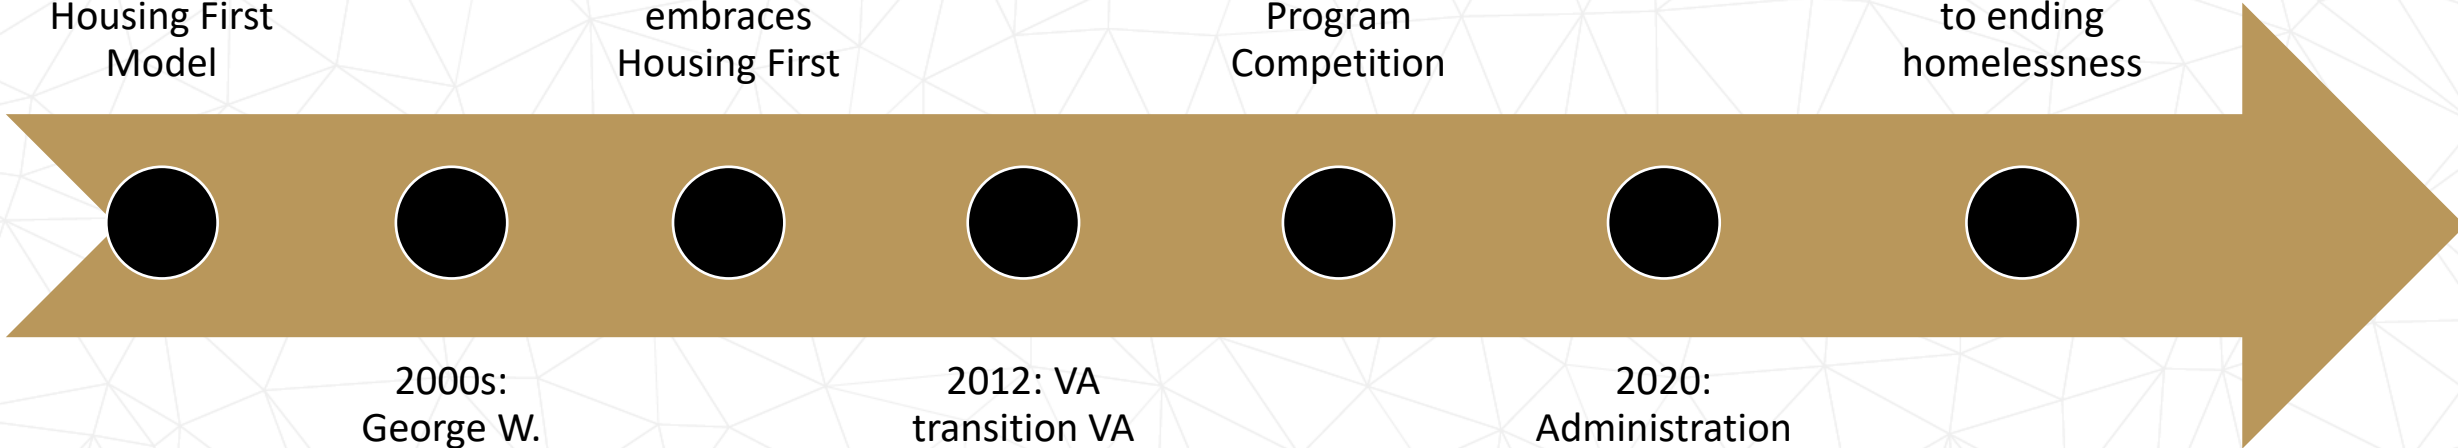 Housing First
Model
embraces
Housing First
Program
Competition
to ending
homelessness
2000s:
George W.
2012: VA
transition VA
2020:
Administration